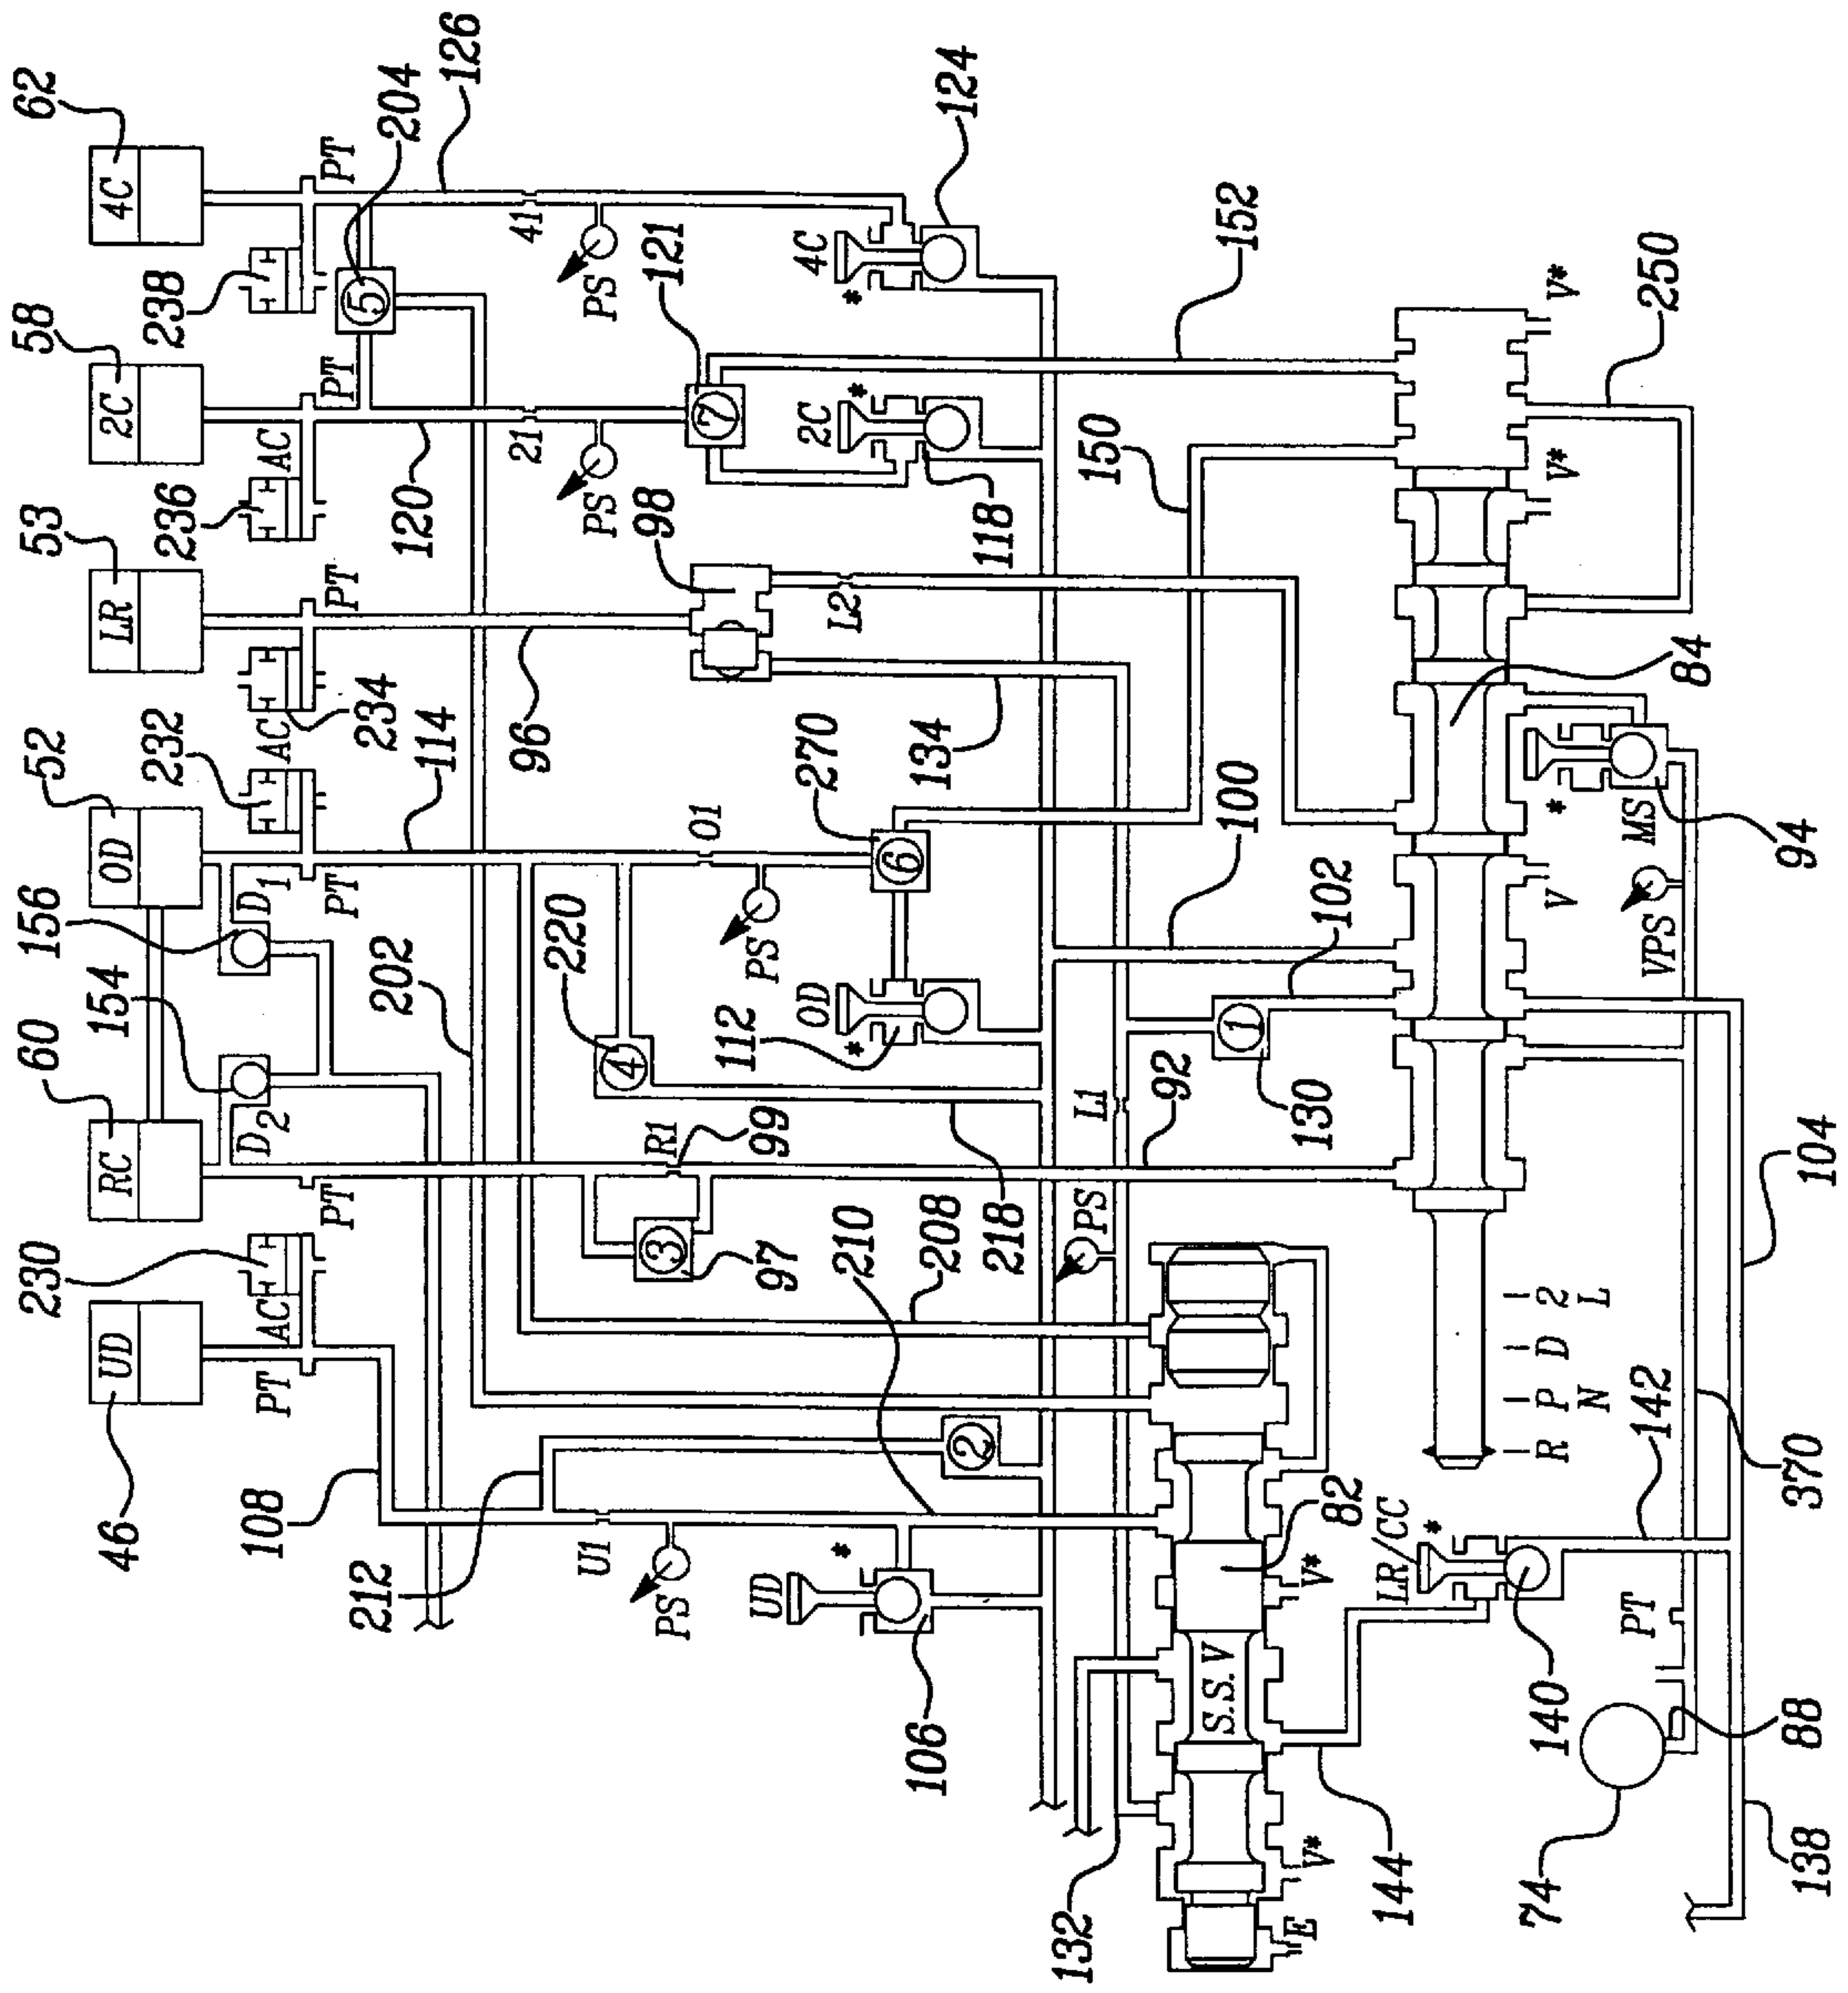 62
4C
238
PT
204
126
5
41
PS
4C
*
124
58
2C
AC
PT
236
120
21
PS
121
7
2C
*
118
152
V*
250
V*
150
53
LR
PT
234
96
98
L2
134
84
52
OD
AC
232
114
D1
PT
O1
270
6
PS
100
*
MS
94
VPS
V
156
154
202
220
4
OD
*
112
102
1
130
60
RC
D2
PT
R1
99
3
97
218
L1
92
PS
104
230
UD
AC
PT
46
208
210
2
108
212
U1
PS
UD
*
106
82
V*
S.S.V
R
P
N
D
2
L
142
370
LR/CC
*
PT
140
88
74
138
144
V*
E
132